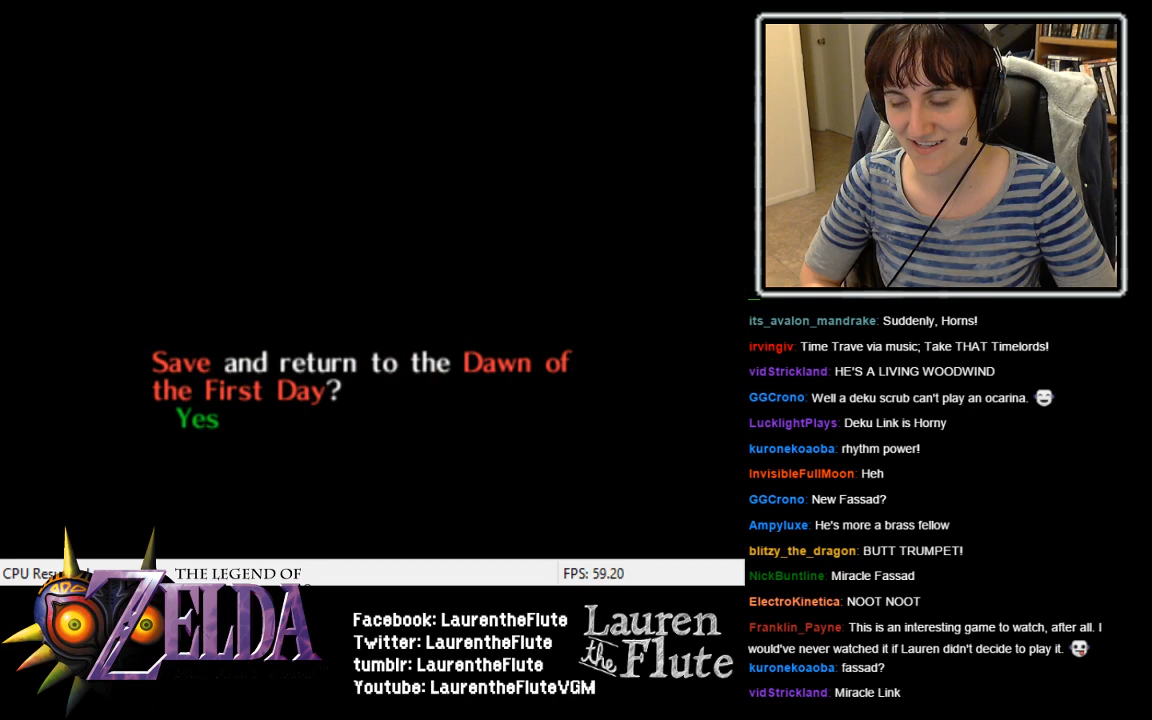 Save and return to the Dawn of
the First Day?
Yes
its_avalon_mandrake: Suddenly, Horns!
irvingiv: Time Trave via music; Take THAT Timelords!
vidStrickland: HE'S A LIVING WOODWIND
GGCrono: Well a deku scrub can't play an ocarina.
LucklightPlays: Deku Link is Horny
kuronekoaoba: rhythm power!
InvisibleFullMoon: Heh
GGCrono: New Fassad?
Ampyluxe: He's more a brass fellow
blitzy_the_dragon: BUTT TRUMPET!
NickBuntline: Miracle Fassad
ElectroKinetica: NOOT NOOT
Franklin_Payne: This is an interesting game to watch, after all. I
would've never watched it if Lauren didn't decide to play it.
kuronekoaoba: fassad?
vidStrickland: Miracle Link
CPU
FPS: 59.20
THE LEGEND OF
ZELDA
Facebook: LaurentheFlute
Twitter: LaurentheFlute
tumblr: LaurentheFlute
Youtube: LaurentheFluteVGM
Lauren
the Flute